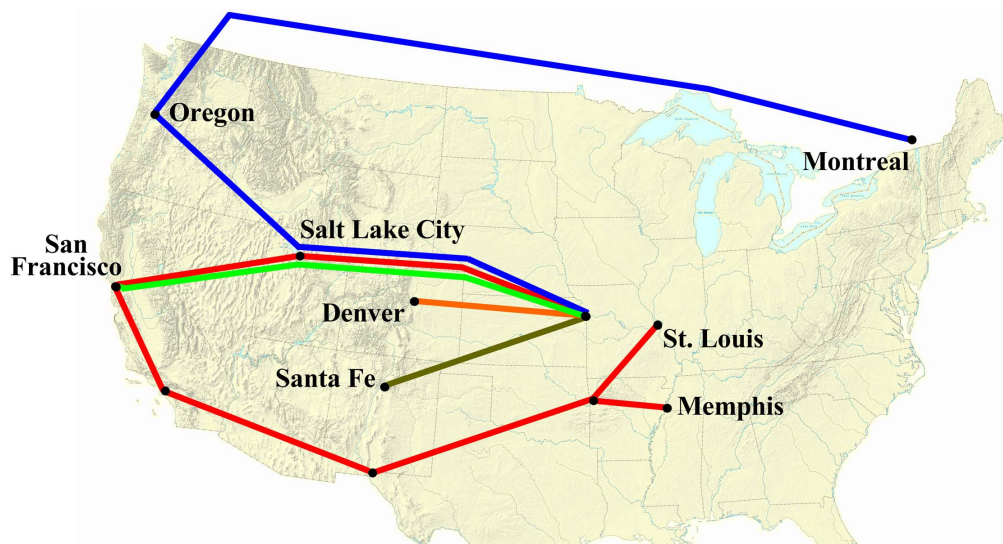 Oregon
Montreal
Salt Lake City
San
Francisco
Denver
St. Louis
Santa Fe
Memphis